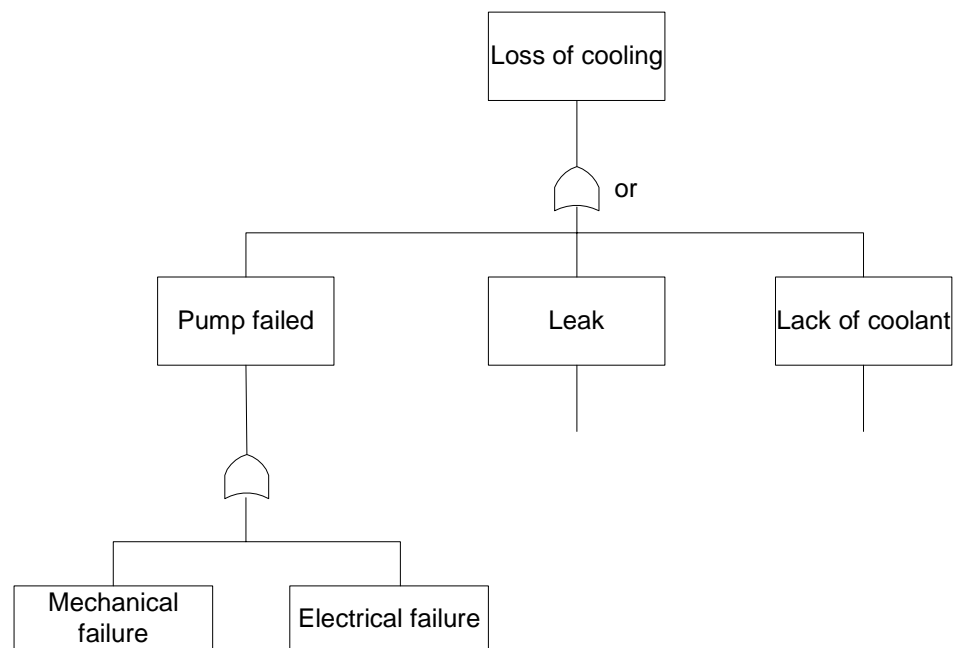 Loss of cooling
or
Pump failed
Leak
Lack of coolant
Mechanical
failure
Electrical failure